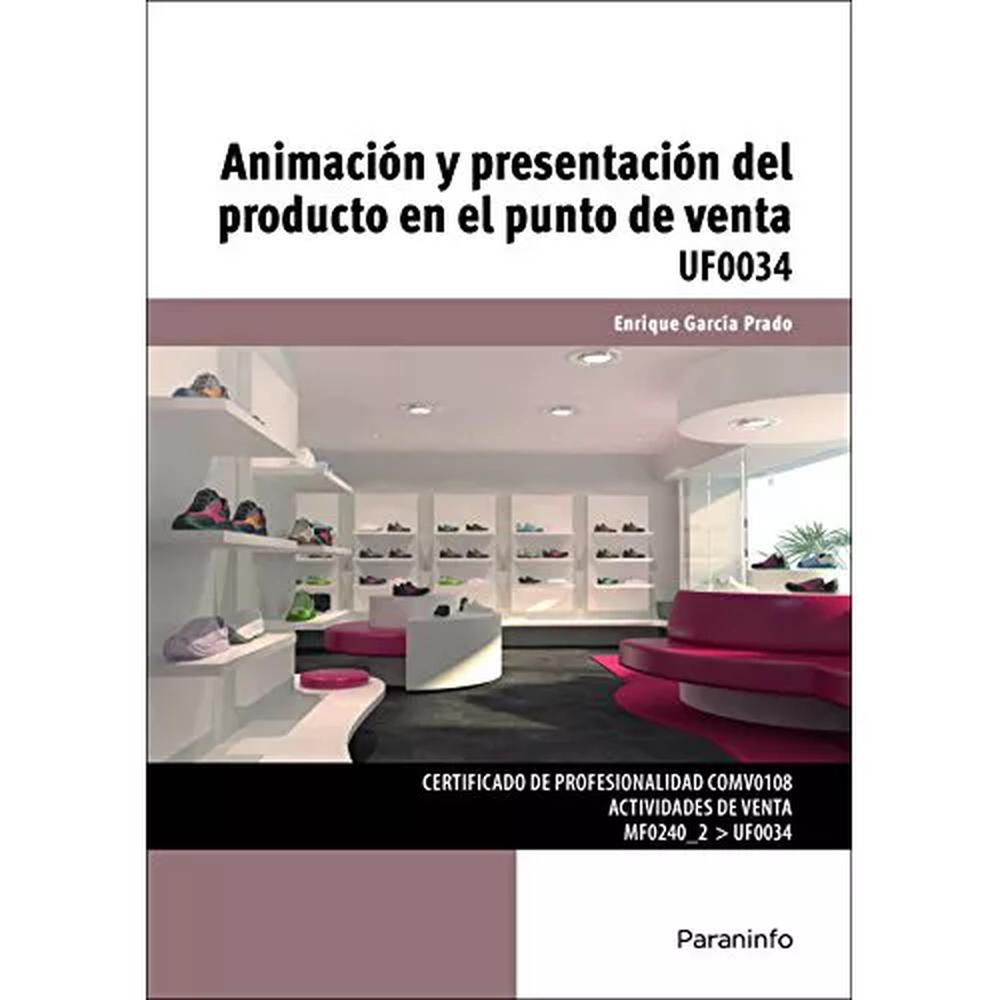 Animación y presentación del
producto en el punto de venta
UF0034
Enrique García Prado
CERTIFICADO DE PROFESIONALIDAD COMV0108
ACTIVIDADES DE VENTA
MF0240_2 > UF0034
Paraninfo